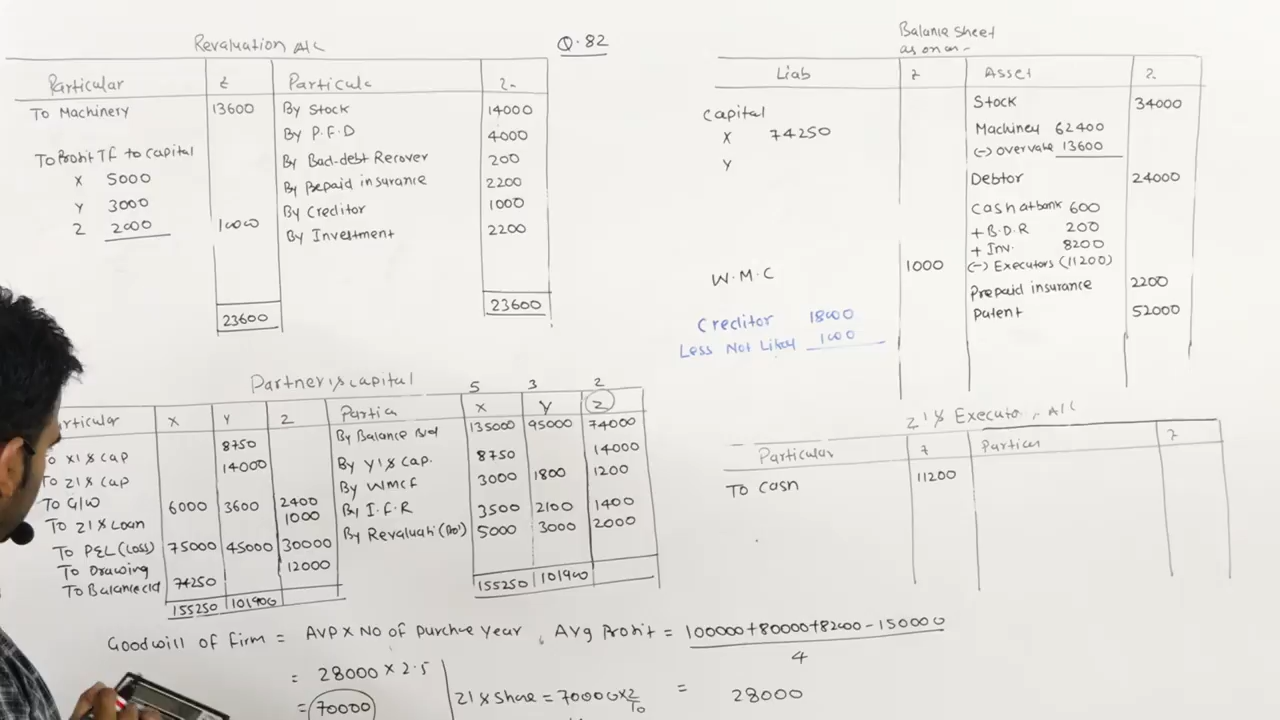 Q.82
Revaluation A/C
Particular ₹ Particula ₹
To Machinery 13600 By Stock 14000
By P.F.D 4000
To Profit TF to capital By Bad-debt Recover 200
X 5000 By Prepaid insurance 2200
Y 3000 By Creditor 1000
Z 2000 10000 By Investment 2200
23600 23600
Balance Sheet
as on on -
Liab ₹ Asset ₹
Capital Stock 34000
X 74250 Machinery 62400
Y (-) overvalue 13600
Debtor 24000
Cash at bank 600
+ B.D.R 200
+ Inv. 8200
W.M.C 1000 (-) Executors (11200)
Prepaid insurance 2200
Creditor 18000 Patent 52000
Less Not Likely 1000
Partner's capital
5 3 2
articular X Y Z Partica X Y Z
8750 By Balance B/d 135000 95000 74000
To X's cap 14000 By Y's Cap. 8750 14000
To Z's cap By WMCF 3000 1800 1200
To G/W 6000 3600 2400 By I.F.R 3500 2100 1400
To Z's Loan 1000 By Revaluati 5000 3000 2000
To P&L (Loss) 75000 45000 30000
To Drawing 12000
To Balance c/d 74250
155250 101900 155250 101900
Z's Executor A/C
Particular ₹ Particu ₹
To Cash 11200
Goodwill of Firm = AVP X No of Purchase year, Avg Profit = 100000+80000+82000-150000
4
= 28000 × 2.5
= 70000
Z's Share = 70000×2/10
= 28000